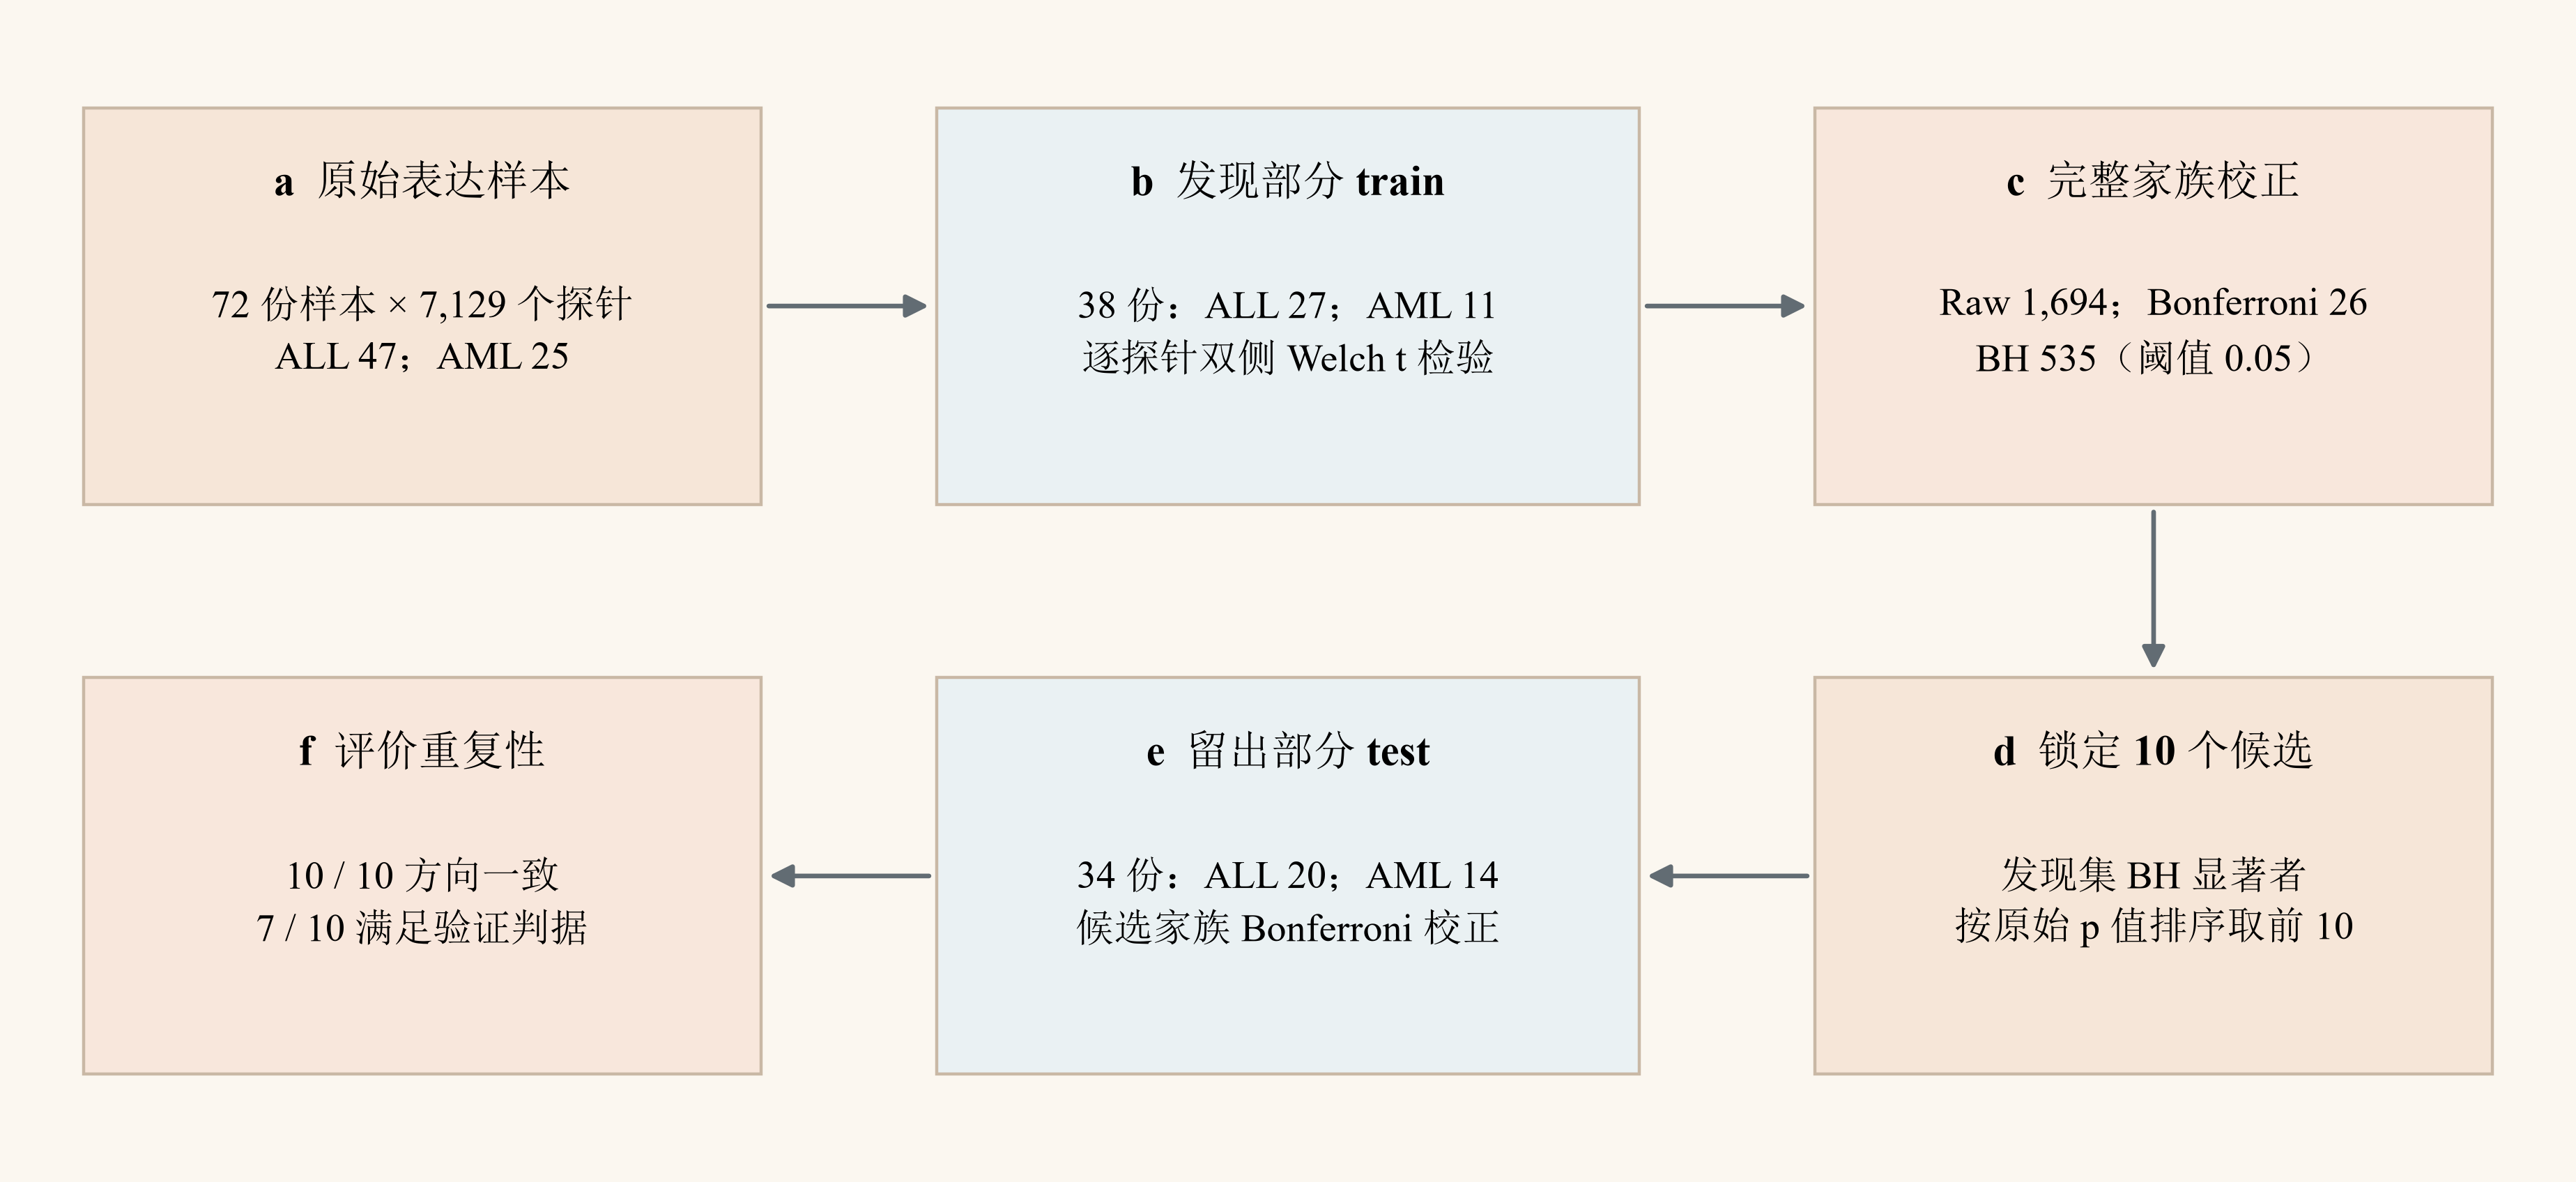 a 原始表达样本
72 份样本 × 7,129 个探针
ALL 47；AML 25
b 发现部分 train
38 份：ALL 27；AML 11
逐探针双侧 Welch t 检验
c 完整家族校正
Raw 1,694；Bonferroni 26
BH 535（阈值 0.05）
d 锁定 10 个候选
发现集 BH 显著者
按原始 p 值排序取前 10
e 留出部分 test
34 份：ALL 20；AML 14
候选家族 Bonferroni 校正
f 评价重复性
10 / 10 方向一致
7 / 10 满足验证判据